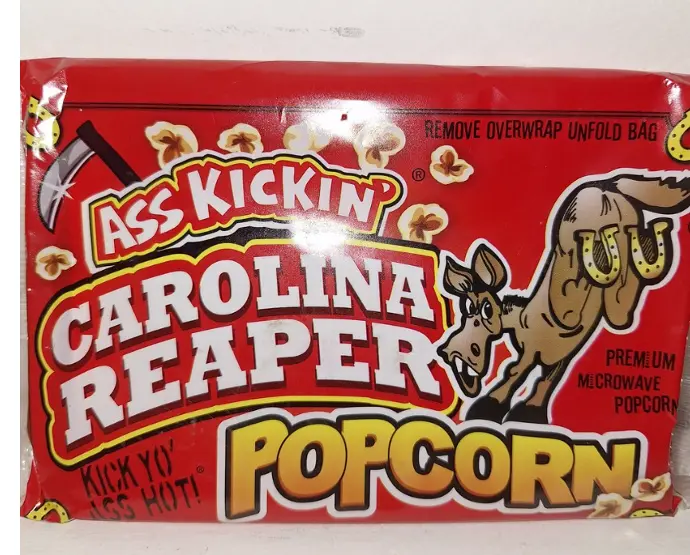 REMOVE OVERWRAP UNFOLD BAG
ASS KICKIN' ®
CAROLINA
REAPER
PREMIUM
MICROWAVE
POPCORN
POPCORN
KICK YO'
ASS HOT! ®